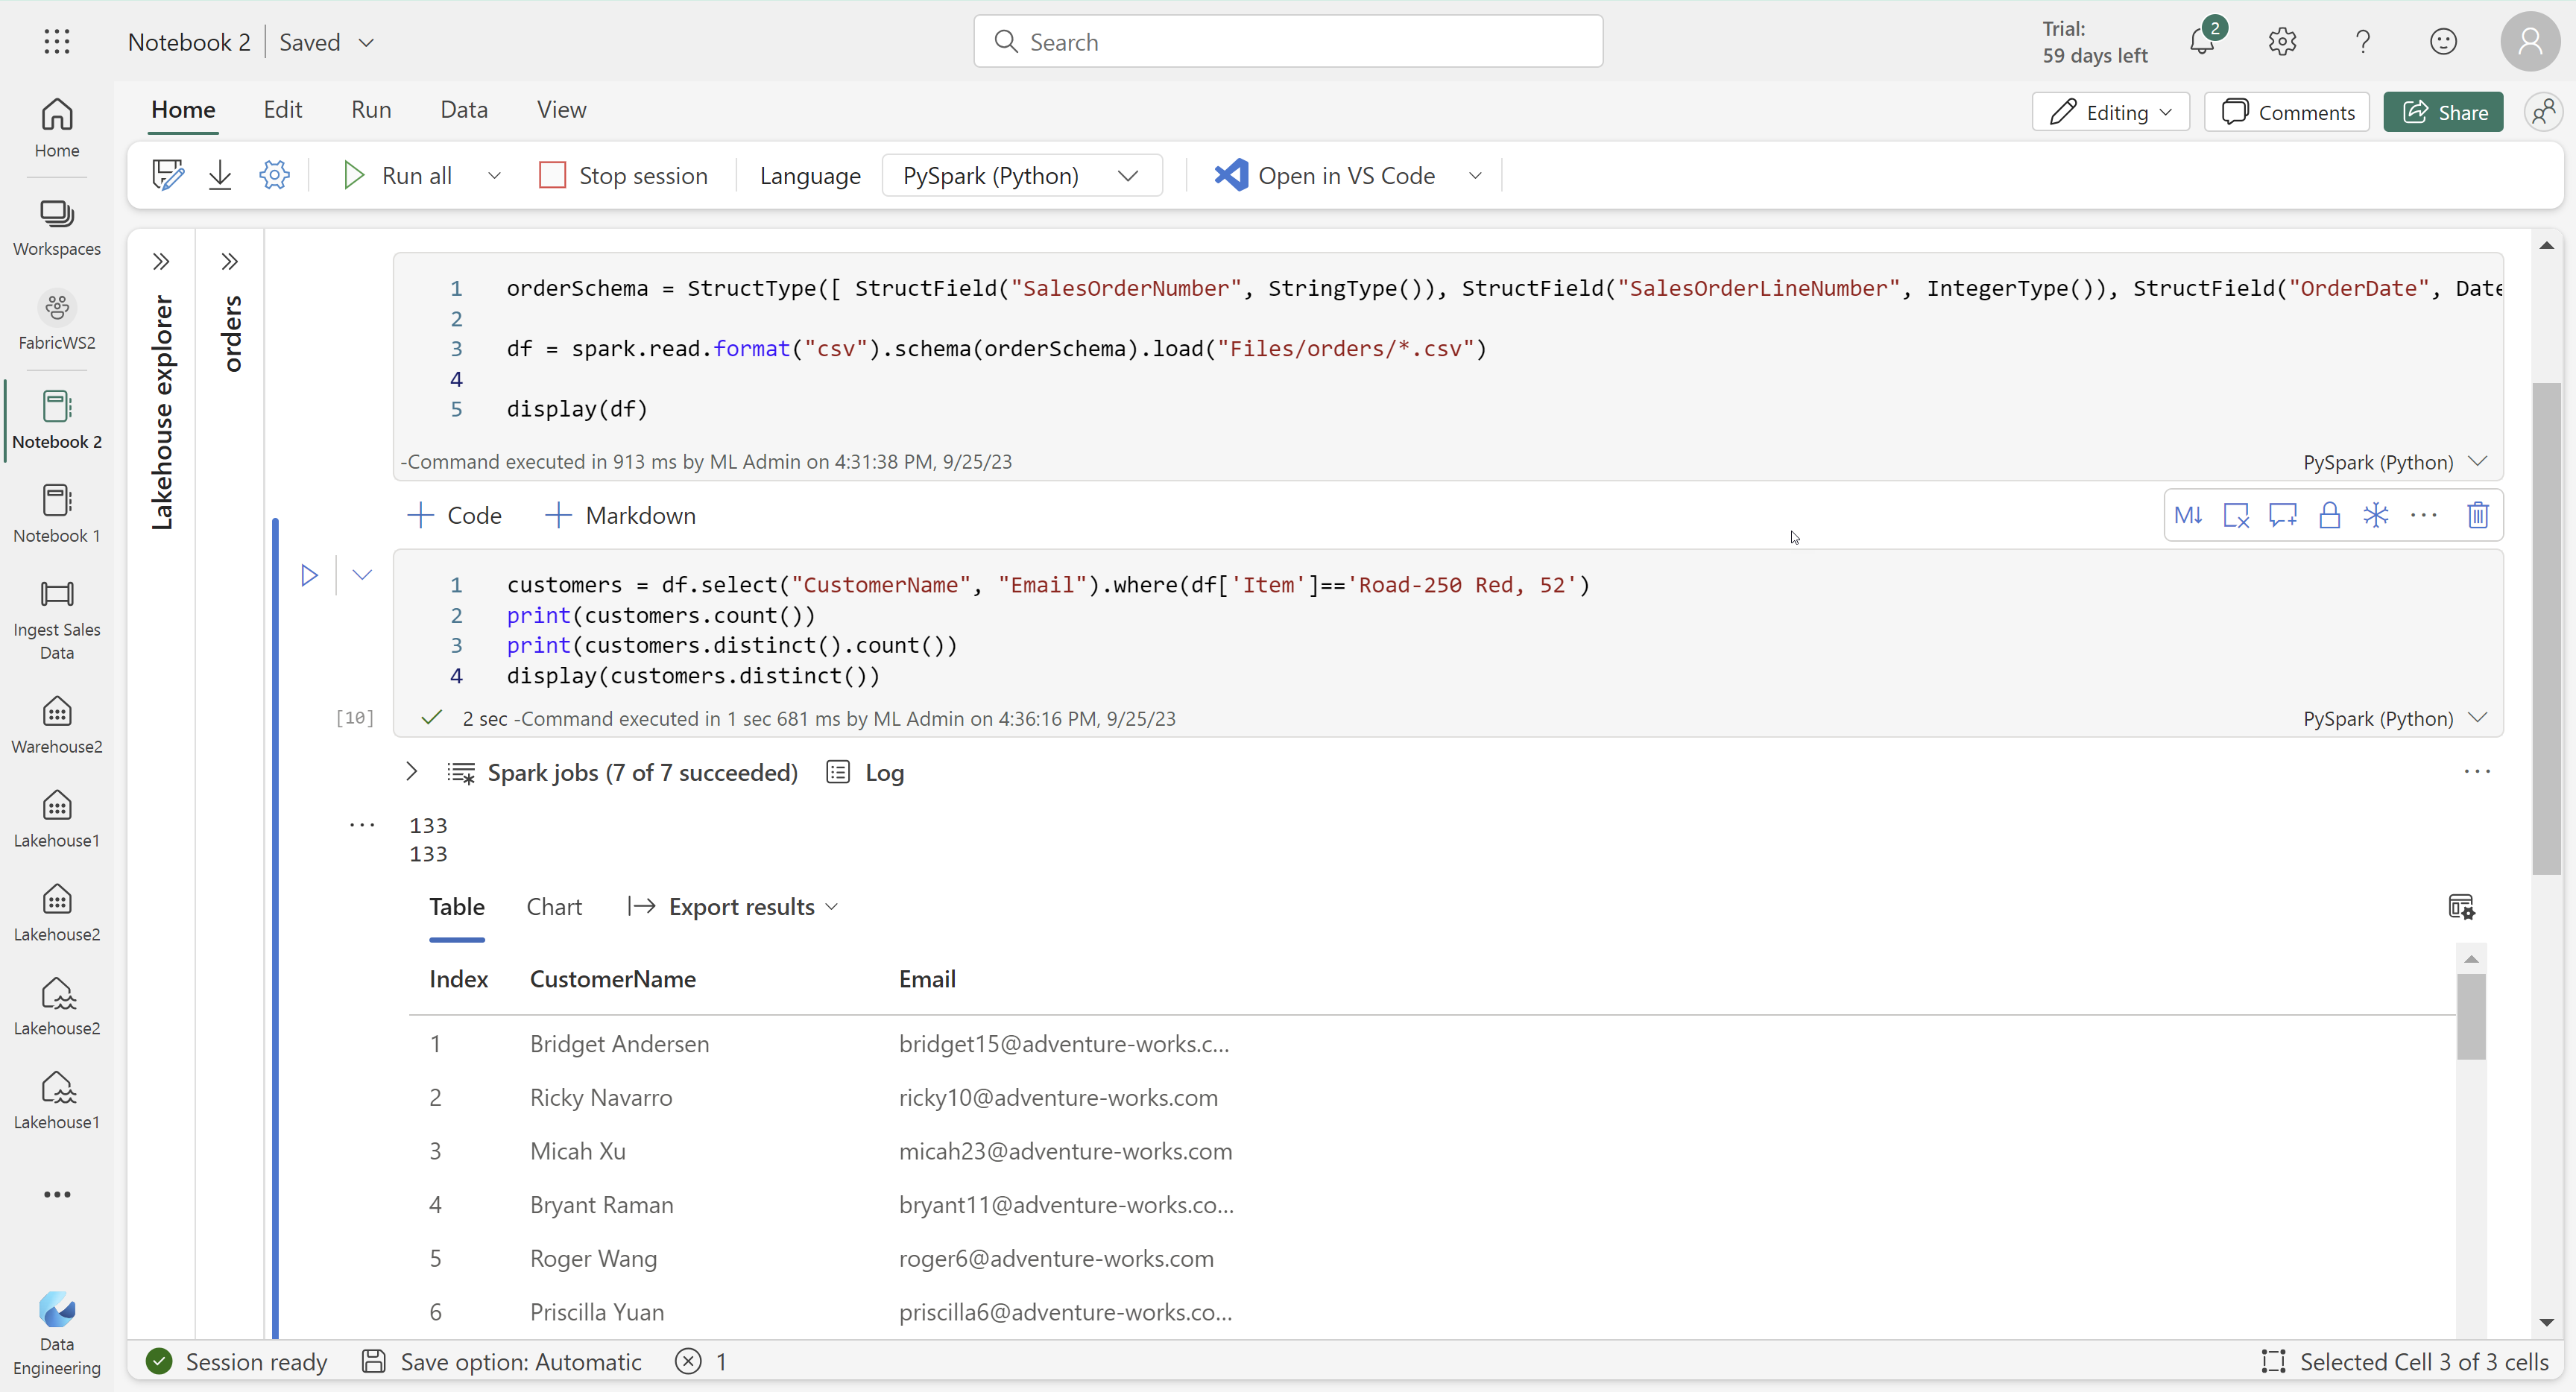 Notebook 2 Saved
Search
Trial:
59 days left
2
Home Edit Run Data View
Editing Comments Share
Run all Stop session Language PySpark (Python) Open in VS Code
Home
Workspaces
FabricWS2
Notebook 2
Notebook 1
Ingest Sales
Data
Warehouse2
Lakehouse1
Lakehouse2
Lakehouse2
Lakehouse1
Data
Engineering
Lakehouse explorer
orders
1 orderSchema = StructType([ StructField("SalesOrderNumber", StringType()), StructField("SalesOrderLineNumber", IntegerType()), StructField("OrderDate", Date
2
3 df = spark.read.format("csv").schema(orderSchema).load("Files/orders/*.csv")
4
5 display(df)
-Command executed in 913 ms by ML Admin on 4:31:38 PM, 9/25/23 PySpark (Python)
+ Code + Markdown
M↓
1 customers = df.select("CustomerName", "Email").where(df['Item']=='Road-250 Red, 52')
2 print(customers.count())
3 print(customers.distinct().count())
4 display(customers.distinct())
[10] 2 sec -Command executed in 1 sec 681 ms by ML Admin on 4:36:16 PM, 9/25/23 PySpark (Python)
Spark jobs (7 of 7 succeeded) Log
133
133
Table Chart Export results
Index CustomerName Email
1 Bridget Andersen bridget15@adventure-works.c...
2 Ricky Navarro ricky10@adventure-works.com
3 Micah Xu micah23@adventure-works.com
4 Bryant Raman bryant11@adventure-works.co...
5 Roger Wang roger6@adventure-works.com
6 Priscilla Yuan priscilla6@adventure-works.co...
Session ready Save option: Automatic 1 Selected Cell 3 of 3 cells